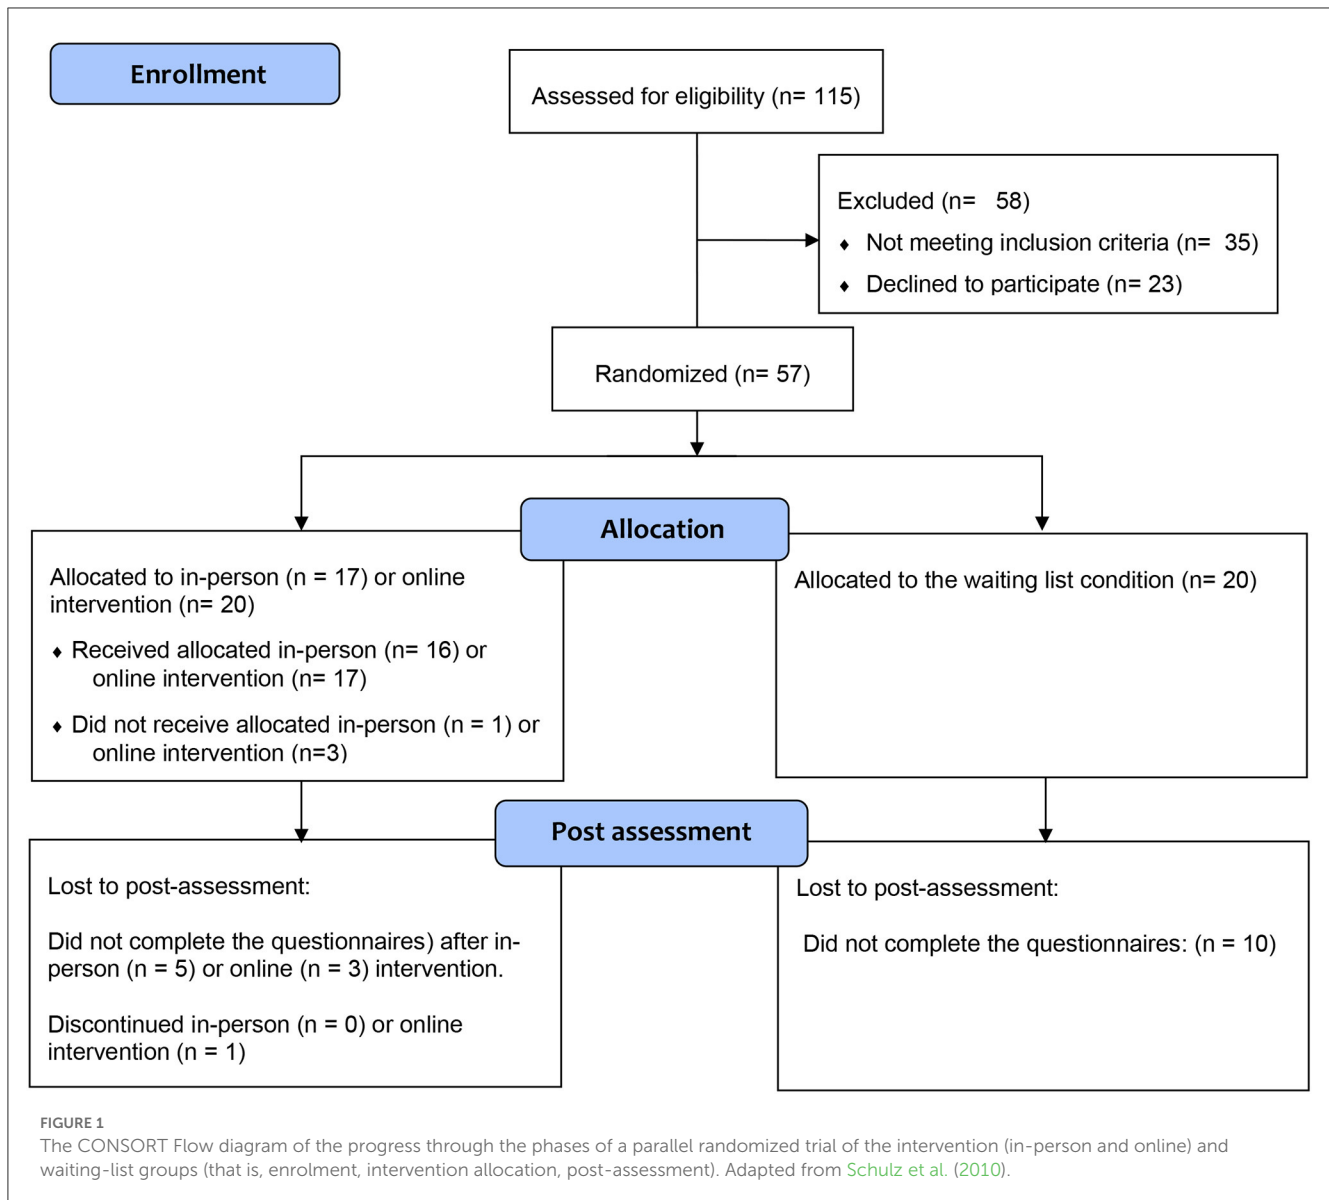 Enrollment
Assessed for eligibility (n= 115)
Excluded (n= 58)
♦ Not meeting inclusion criteria (n= 35)
♦ Declined to participate (n= 23)
Randomized (n= 57)
Allocation
Allocated to in-person (n = 17) or online
intervention (n= 20)
♦ Received allocated in-person (n= 16) or
online intervention (n= 17)
♦ Did not receive allocated in-person (n = 1) or
online intervention (n=3)
Allocated to the waiting list condition (n= 20)
Post assessment
Lost to post-assessment:
Did not complete the questionnaires) after in-
person (n = 5) or online (n = 3) intervention.
Discontinued in-person (n = 0) or online
intervention (n = 1)
Lost to post-assessment:
Did not complete the questionnaires: (n = 10)
FIGURE 1
The CONSORT Flow diagram of the progress through the phases of a parallel randomized trial of the intervention (in-person and online) and
waiting-list groups (that is, enrolment, intervention allocation, post-assessment). Adapted from Schulz et al. (2010).